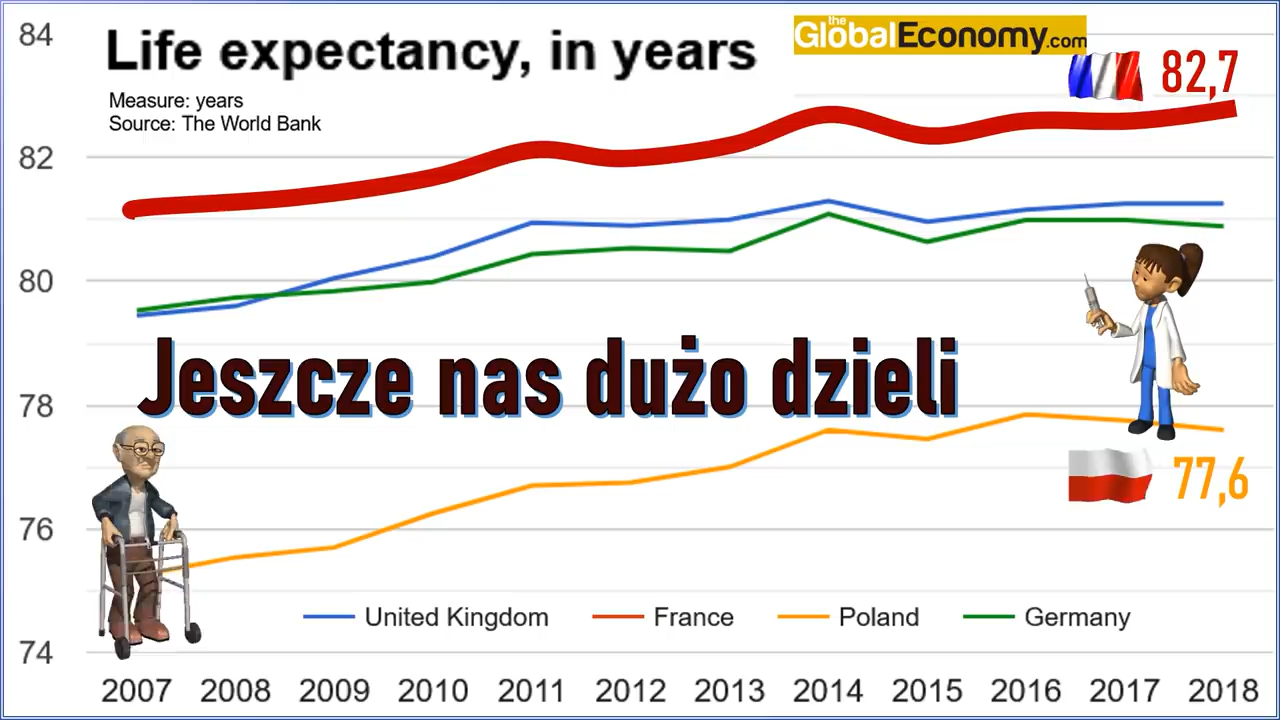 84
Life expectancy, in years
the
GlobalEconomy.com
82,7
Measure: years
Source: The World Bank
82
80
Jeszcze nas dużo dzieli
78
77,6
76
United Kingdom France Poland Germany
74
2007 2008 2009 2010 2011 2012 2013 2014 2015 2016 2017 2018